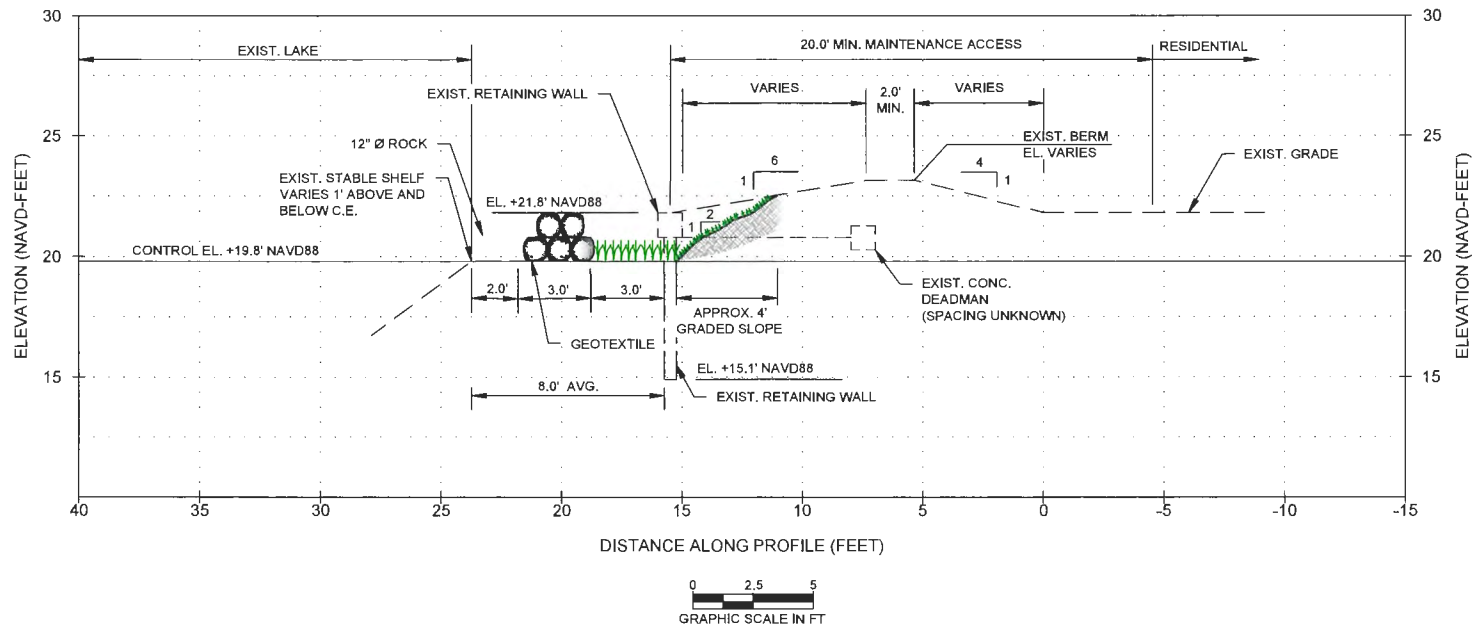 30
30
EXIST. LAKE
20.0' MIN. MAINTENANCE ACCESS
RESIDENTIAL
EXIST. RETAINING WALL
VARIES
2.0'
MIN.
VARIES
25
25
12" Ø ROCK
EXIST. BERM
EL. VARIES
6
1
4
1
EXIST. GRADE
EXIST. STABLE SHELF
VARIES 1' ABOVE AND
BELOW C.E.
EL. +21.8' NAVD88
2
1
CONTROL EL. +19.8' NAVD88
20
20
2.0'
3.0'
3.0'
APPROX. 4'
GRADED SLOPE
EXIST. CONC.
DEADMAN
(SPACING UNKNOWN)
GEOTEXTILE
EL. +15.1' NAVD88
15
15
8.0' AVG.
EXIST. RETAINING WALL
ELEVATION (NAVD-FEET)
ELEVATION (NAVD-FEET)
40 35 30 25 20 15 10 5 0 -5 -10 -15
DISTANCE ALONG PROFILE (FEET)
0 2.5 5
GRAPHIC SCALE IN FT